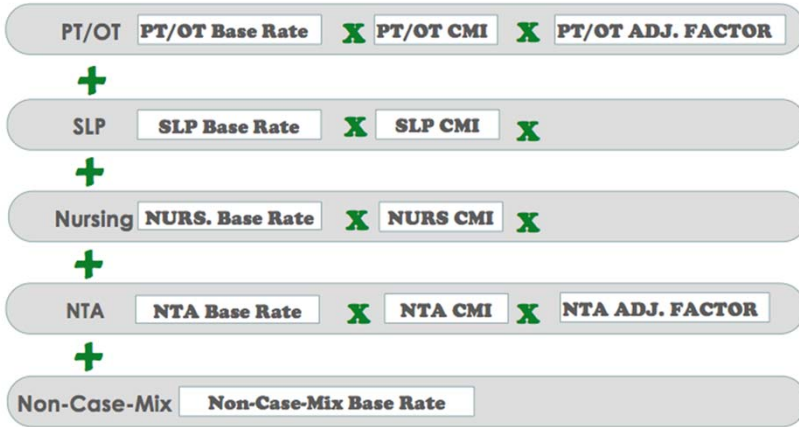 PT/OT PT/OT Base Rate X PT/OT CMI X PT/OT ADJ. FACTOR
+
SLP SLP Base Rate X SLP CMI X
+
Nursing NURS. Base Rate X NURS CMI X
+
NTA NTA Base Rate X NTA CMI X NTA ADJ. FACTOR
+
Non-Case-Mix Non-Case-Mix Base Rate